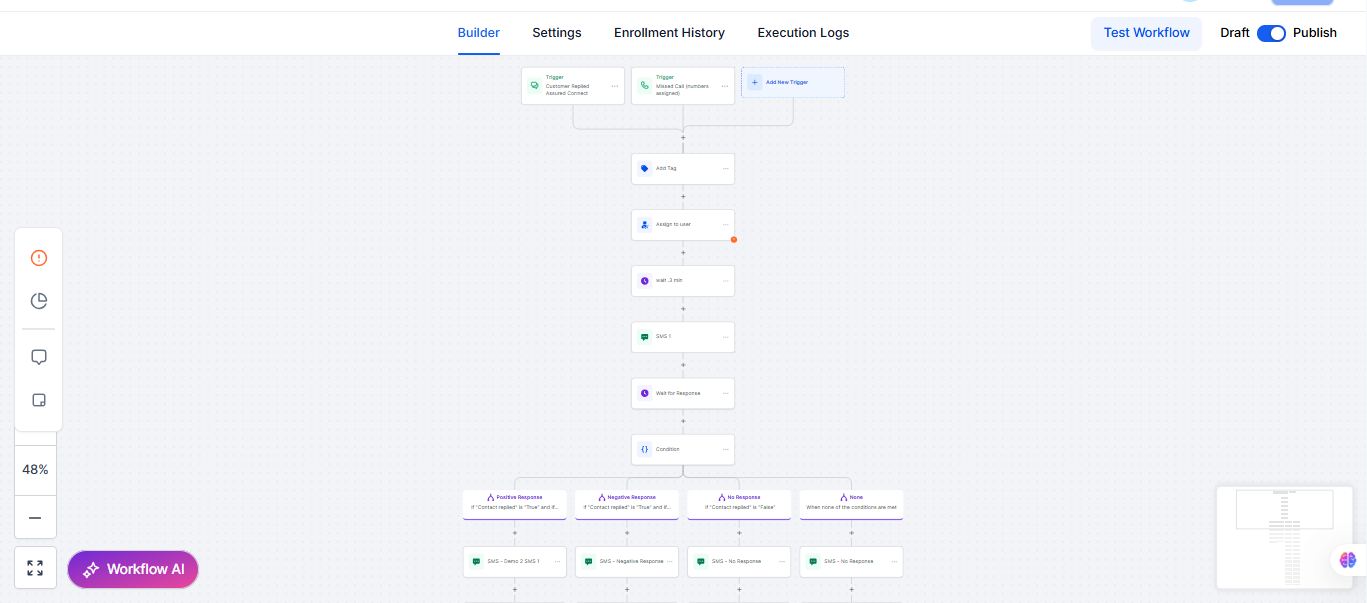 Builder
Settings
Enrollment History
Execution Logs
Test Workflow
Draft
Publish
Trigger
Customer Replied
Assured Connect
Trigger
Missed Call (numbers
assigned)
Add New Trigger
Add Tag
Assign to user
wait .3 min
SMS 1
Wait for Response
Condition
Positive Response
If "Contact replied" is "True" and if...
Negative Response
If "Contact replied" is "True" and if...
No Response
If "Contact replied" is "False"
None
When none of the conditions are met
SMS - Demo 2 SMS 1
SMS - Negative Response
SMS - No Response
SMS - No Response
48%
Workflow AI